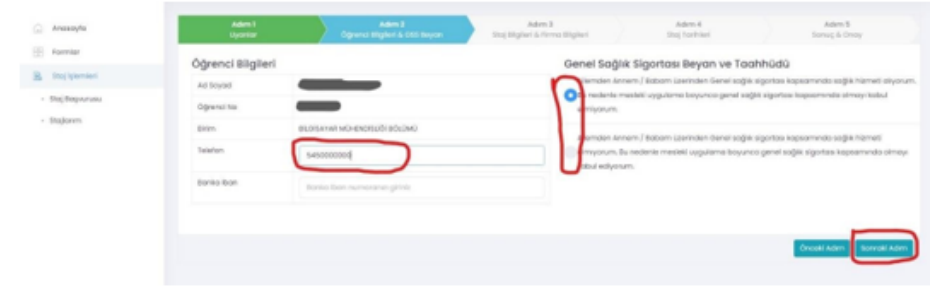 Anasayfa
Formlar
Staj İşlemleri
Staj Başvurusu
Stajlarım
Adım 1
Uyarılar
Adım 2
Öğrenci Bilgileri & GSS Beyan
Adım 3
Staj Bilgileri & Firma Bilgileri
Adım 4
Staj Tarihleri
Adım 5
Sonuç & Onay
Öğrenci Bilgileri
Ad Soyad
Öğrenci No
Birim
BİLGİSAYAR MÜHENDİSLİĞİ BÖLÜMÜ
Telefon
5450000000
Banka Iban
Banka Iban numaranızı giriniz
Genel Sağlık Sigortası Beyan ve Taahhüdü
Ailemden Annem / Babam üzerinden Genel sağlık sigortası kapsamında sağlık hizmeti alıyorum.
Bu nedenle mesleki uygulama boyunca genel sağlık sigortası kapsamında olmayı kabul
etmiyorum.
Ailemden Annem / Babam üzerinden Genel sağlık sigortası kapsamında sağlık hizmeti
almıyorum. Bu nedenle mesleki uygulama boyunca genel sağlık sigortası kapsamında olmayı
kabul ediyorum.
Önceki Adım
Sonraki Adım